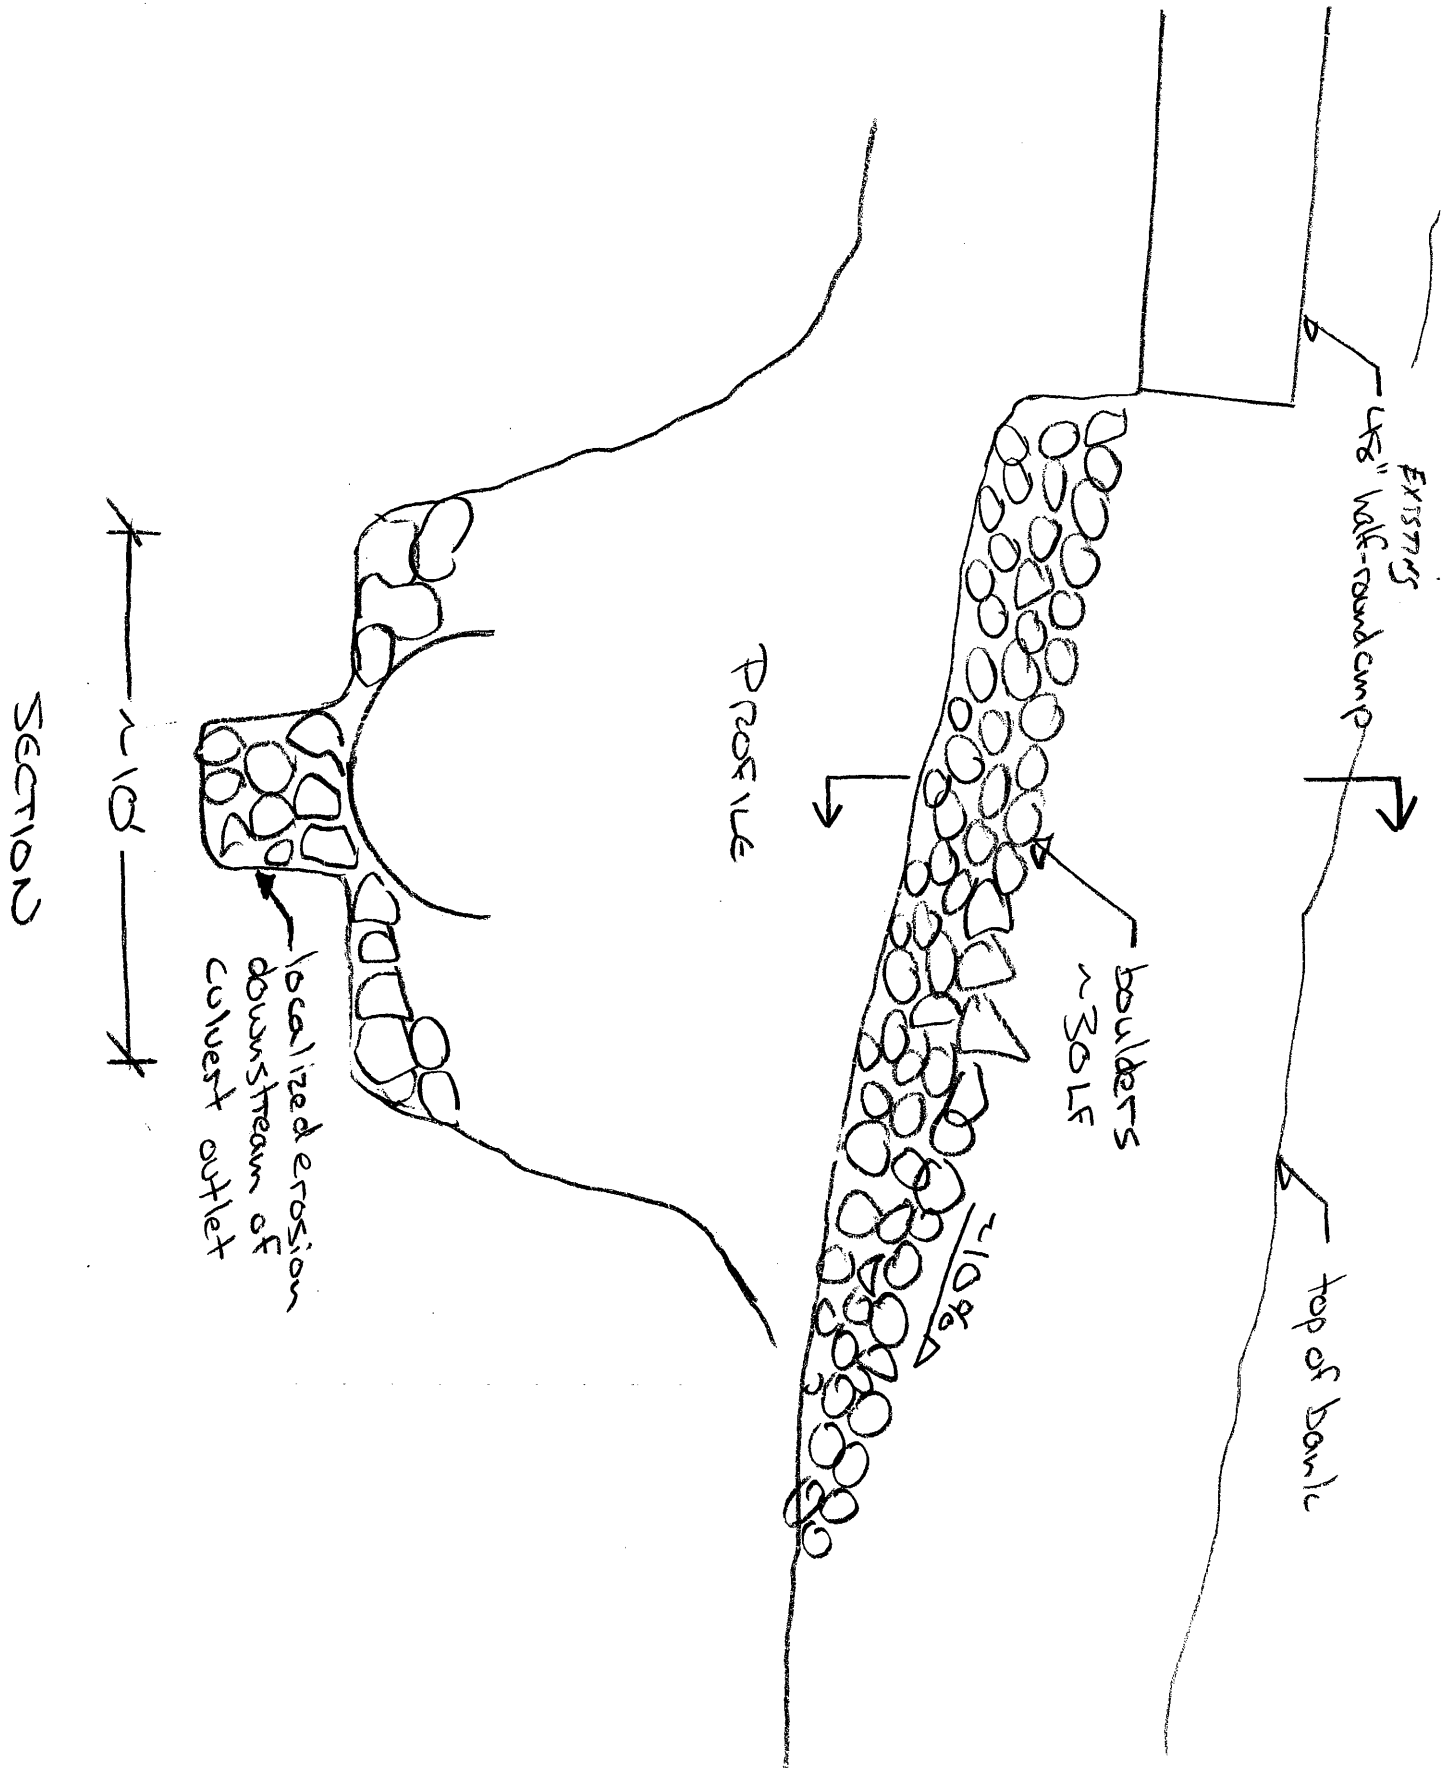 Existing
48" half-round cmp
top of bank
boulders
~30LF
~10%
PROFILE
localized erosion
downstream of
culvert outlet
~10'
SECTION